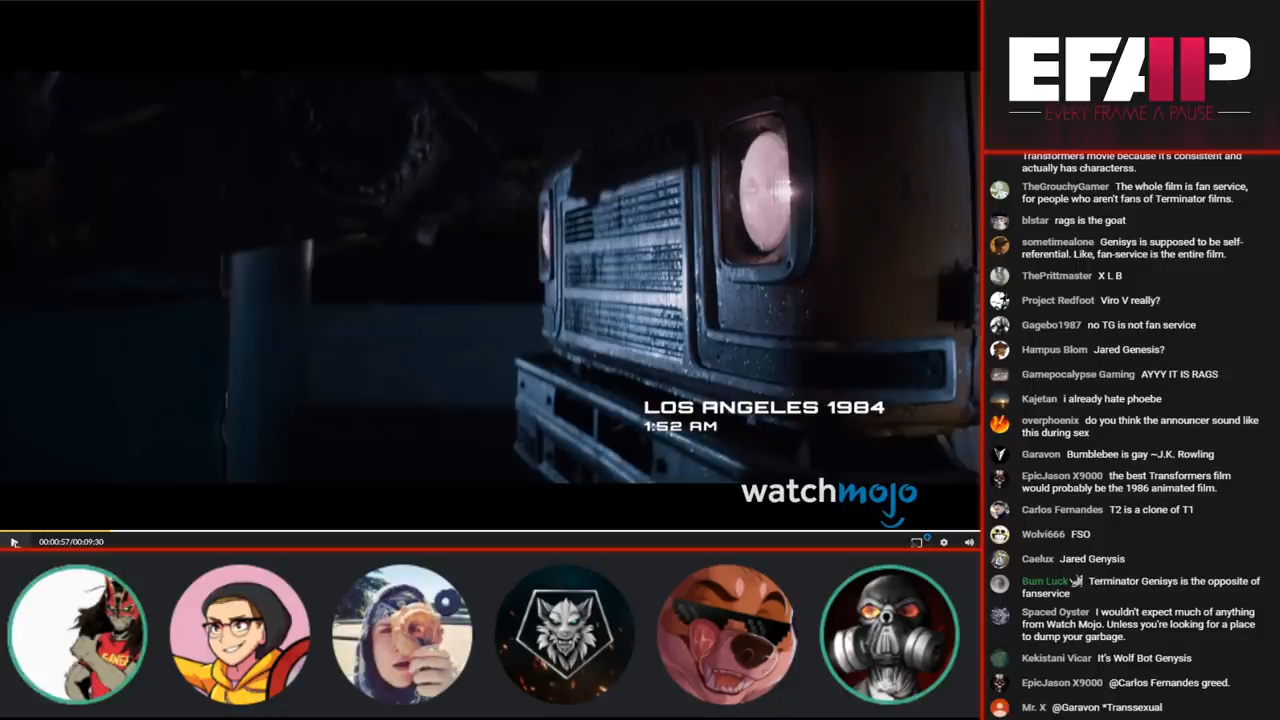 LOS ANGELES 1984
1:52 AM
watchmojo
00:00:57/00:09:30
EFAP
EVERY FRAME A PAUSE
Transformers movie because it's consistent and
actually has characterss.
TheGrouchyGamer The whole film is fan service,
for people who aren't fans of Terminator films.
blstar rags is the goat
sometimealone Genisys is supposed to be self-
referential. Like, fan-service is the entire film.
ThePrittmaster X L B
Project Redfoot Viro V really?
Gagebo1987 no TG is not fan service
Hampus Blom Jared Genesis?
Gamepocalypse Gaming AYYY IT IS RAGS
Kajetan i already hate phoebe
overphoenix do you think the announcer sound like
this during sex
Garavon Bumblebee is gay ~J.K. Rowling
EpicJason X9000 the best Transformers film
would probably be the 1986 animated film.
Carlos Fernandes T2 is a clone of T1
Wolvi666 FSO
Caelux Jared Genysis
Bum Luck Terminator Genisys is the opposite of
fanservice
Spaced Oyster I wouldn't expect much of anything
from Watch Mojo. Unless you're looking for a place
to dump your garbage.
Kekistani Vicar It's Wolf Bot Genysis
EpicJason X9000 @Carlos Fernandes greed.
Mr. X @Garavon *Transsexual